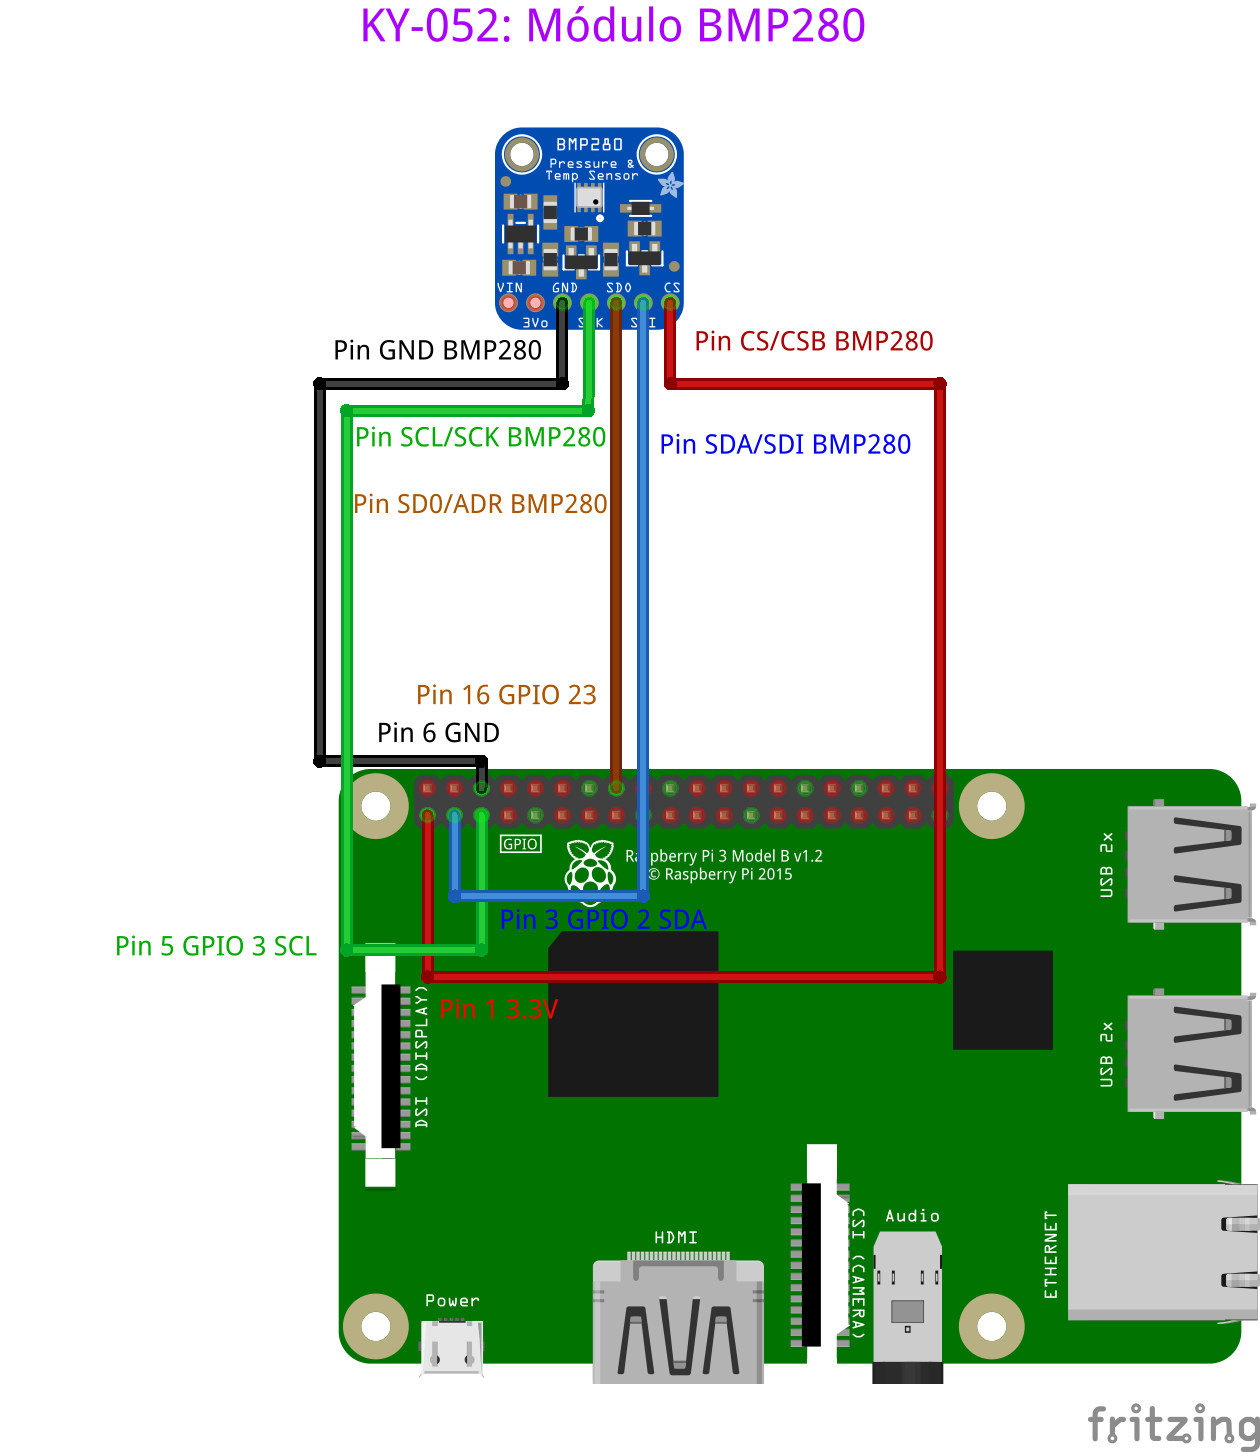 KY-052: Módulo BMP280
BMP280
Pressure &
Temp Sensor
VIN
GND
SDO
CS
3Vo
Pin GND BMP280
Pin CS/CSB BMP280
Pin SCL/SCK BMP280
Pin SDA/SDI BMP280
Pin SD0/ADR BMP280
Pin 16 GPIO 23
Pin 6 GND
GPIO
Raspberry Pi 3 Model B v1.2
© Raspberry Pi 2015
USB 2x
Pin 3 GPIO 2 SDA
Pin 5 GPIO 3 SCL
Pin 1 3.3V
DSI (DISPLAY)
USB 2x
HDMI
CSI (CAMERA)
Audio
ETHERNET
Power
fritzing